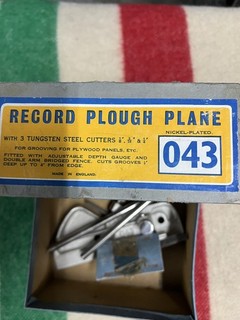 RECORD PLOUGH PLANE
WITH 3 TUNGSTEN STEEL CUTTERS
NICKEL-PLATED.
FOR GROOVING FOR PLYWOOD PANELS, ETC.
FITTED WITH ADJUSTABLE DEPTH GAUGE AND
DOUBLE ARM BRIDGED FENCE. CUTS GROOVES
DEEP UP TO FROM EDGE.
MADE IN ENGLAND.
043